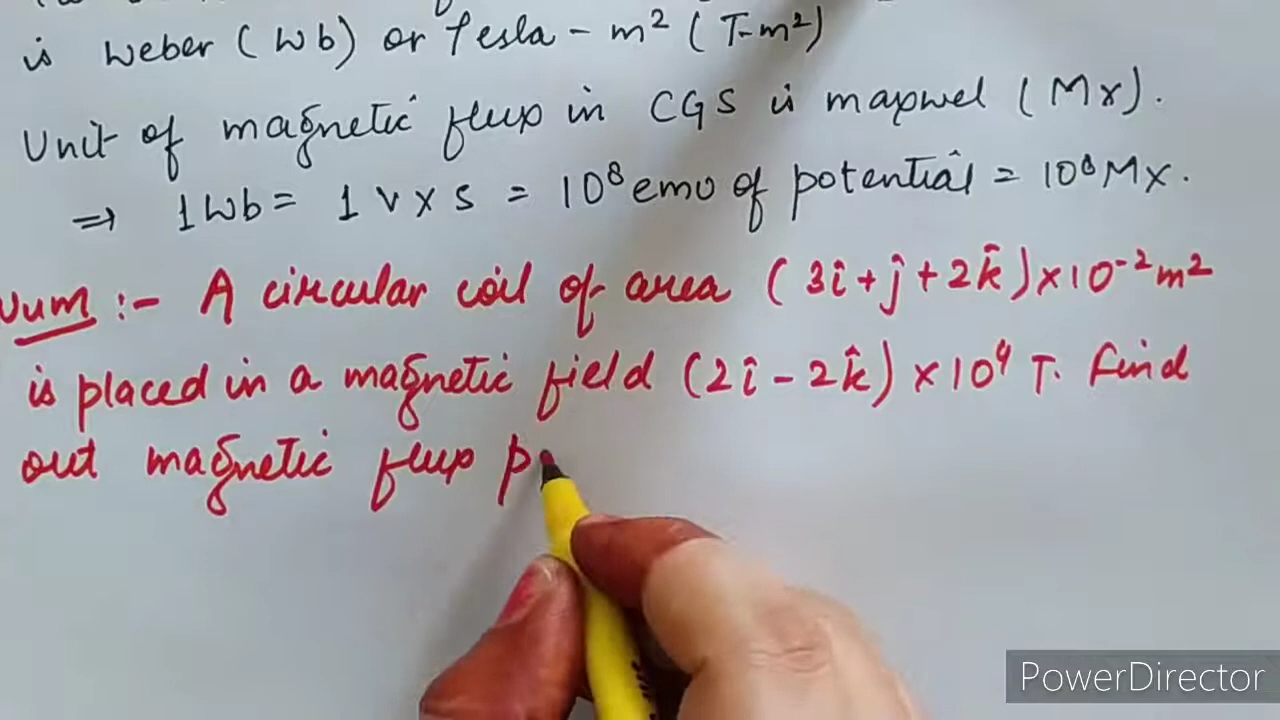 is weber (Wb) or Tesla - m² (T-m²)
Unit of magnetic flux in CGS is maxwel (Mx).
⇒ 1Wb = 1 V x S = 10⁸ emu of potential = 10⁸ Mx.
Num :- A circular coil of area (3î + ĵ + 2k̂) x 10⁻² m²
is placed in a magnetic field (2î - 2k̂) x 10⁴ T. Find
out magnetic flux p
PowerDirector